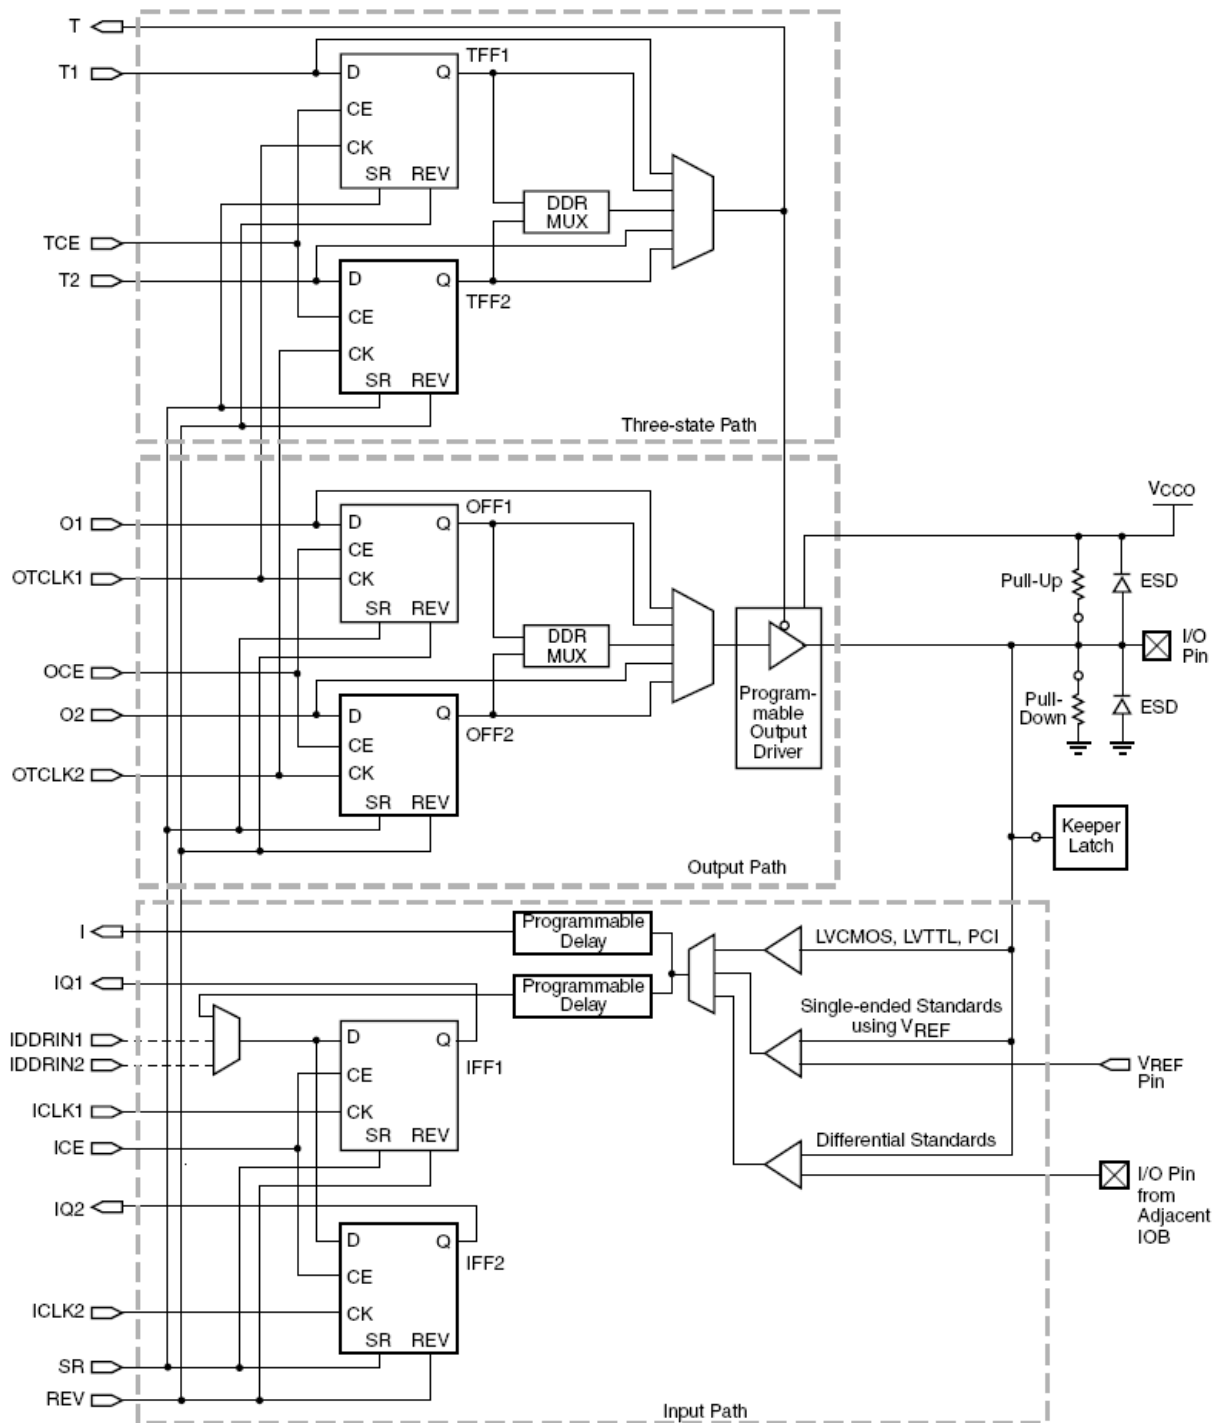 T
T1
D
Q
TFF1
CE
CK
SR REV
DDR
MUX
TCE
T2
D
Q
TFF2
CE
CK
SR REV
Three-state Path
O1
D
Q
OFF1
CE
OTCLK1
CK
SR REV
DDR
MUX
OCE
O2
D
Q
OFF2
CE
OTCLK2
CK
SR REV
Program-
mable
Output
Driver
Output Path
VCCO
Pull-Up
ESD
I/O
Pin
Pull-
Down
ESD
Keeper
Latch
I
Programmable
Delay
LVCMOS, LVTTL, PCI
IQ1
Programmable
Delay
Single-ended Standards
using VREF
IDDRIN1
IDDRIN2
D
Q
IFF1
CE
VREF
Pin
ICLK1
CK
SR REV
ICE
Differential Standards
I/O Pin
from
Adjacent
IOB
IQ2
D
Q
IFF2
CE
ICLK2
CK
SR REV
SR
REV
Input Path